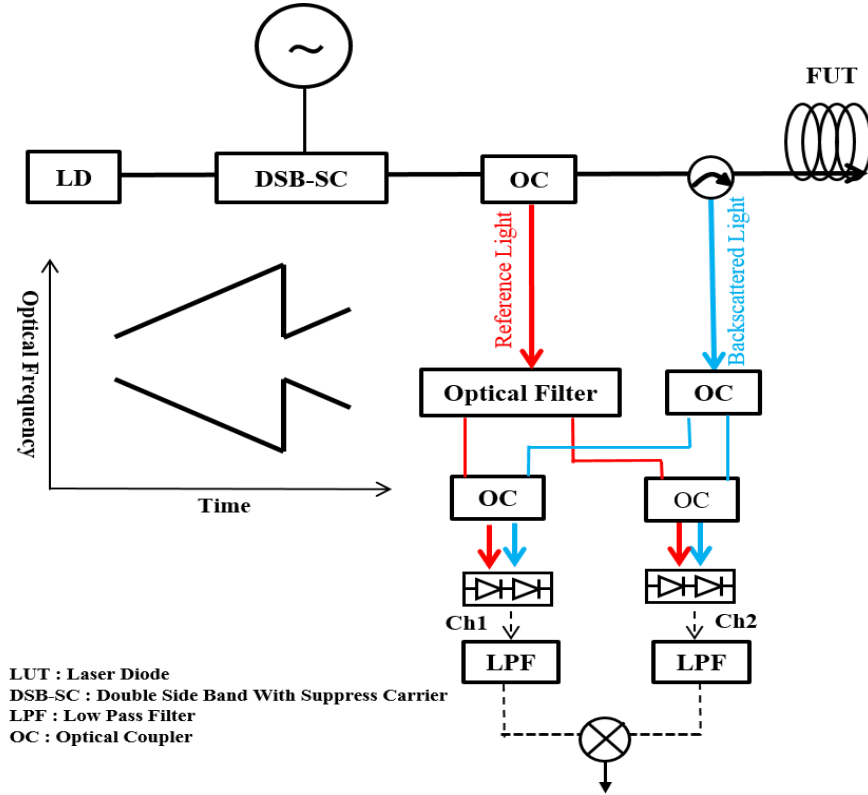 ~
FUT
LD
DSB-SC
OC
Reference Light
Backscattered Light
Optical Frequency
Time
Optical Filter
OC
OC
OC
Ch1
Ch2
LPF
LPF
LUT : Laser Diode
DSB-SC : Double Side Band With Suppress Carrier
LPF : Low Pass Filter
OC : Optical Coupler